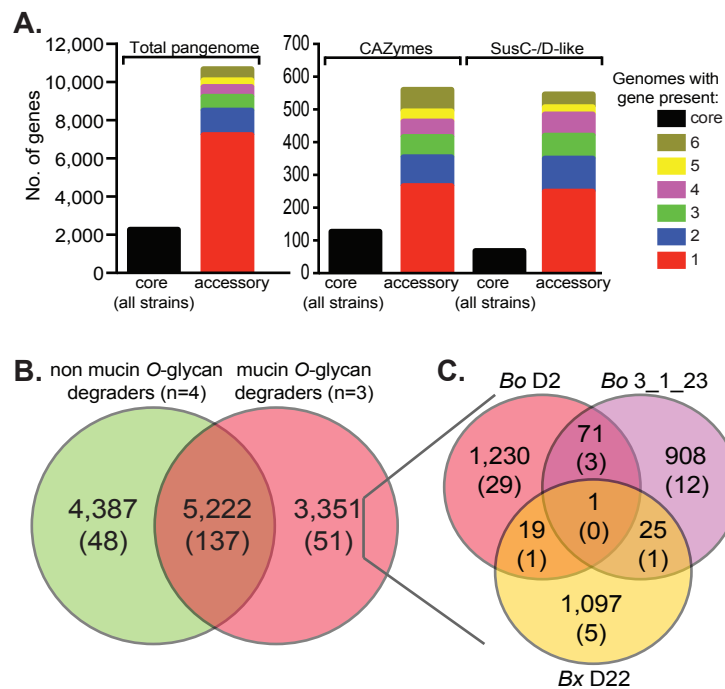 A.
Total pangenome
CAZymes
SusC-/D-like
No. of genes
12,000
10,000
8,000
6,000
4,000
2,000
0
core
(all strains)
accessory
700
600
500
400
300
200
100
0
core
(all strains)
accessory
core
(all strains)
accessory
Genomes with
gene present:
core
6
5
4
3
2
1
B.
non mucin O-glycan
degraders (n=4)
mucin O-glycan
degraders (n=3)
4,387
(48)
5,222
(137)
3,351
(51)
C.
Bo D2
Bo 3_1_23
1,230
(29)
71
(3)
908
(12)
1
(0)
19
(1)
25
(1)
1,097
(5)
Bx D22